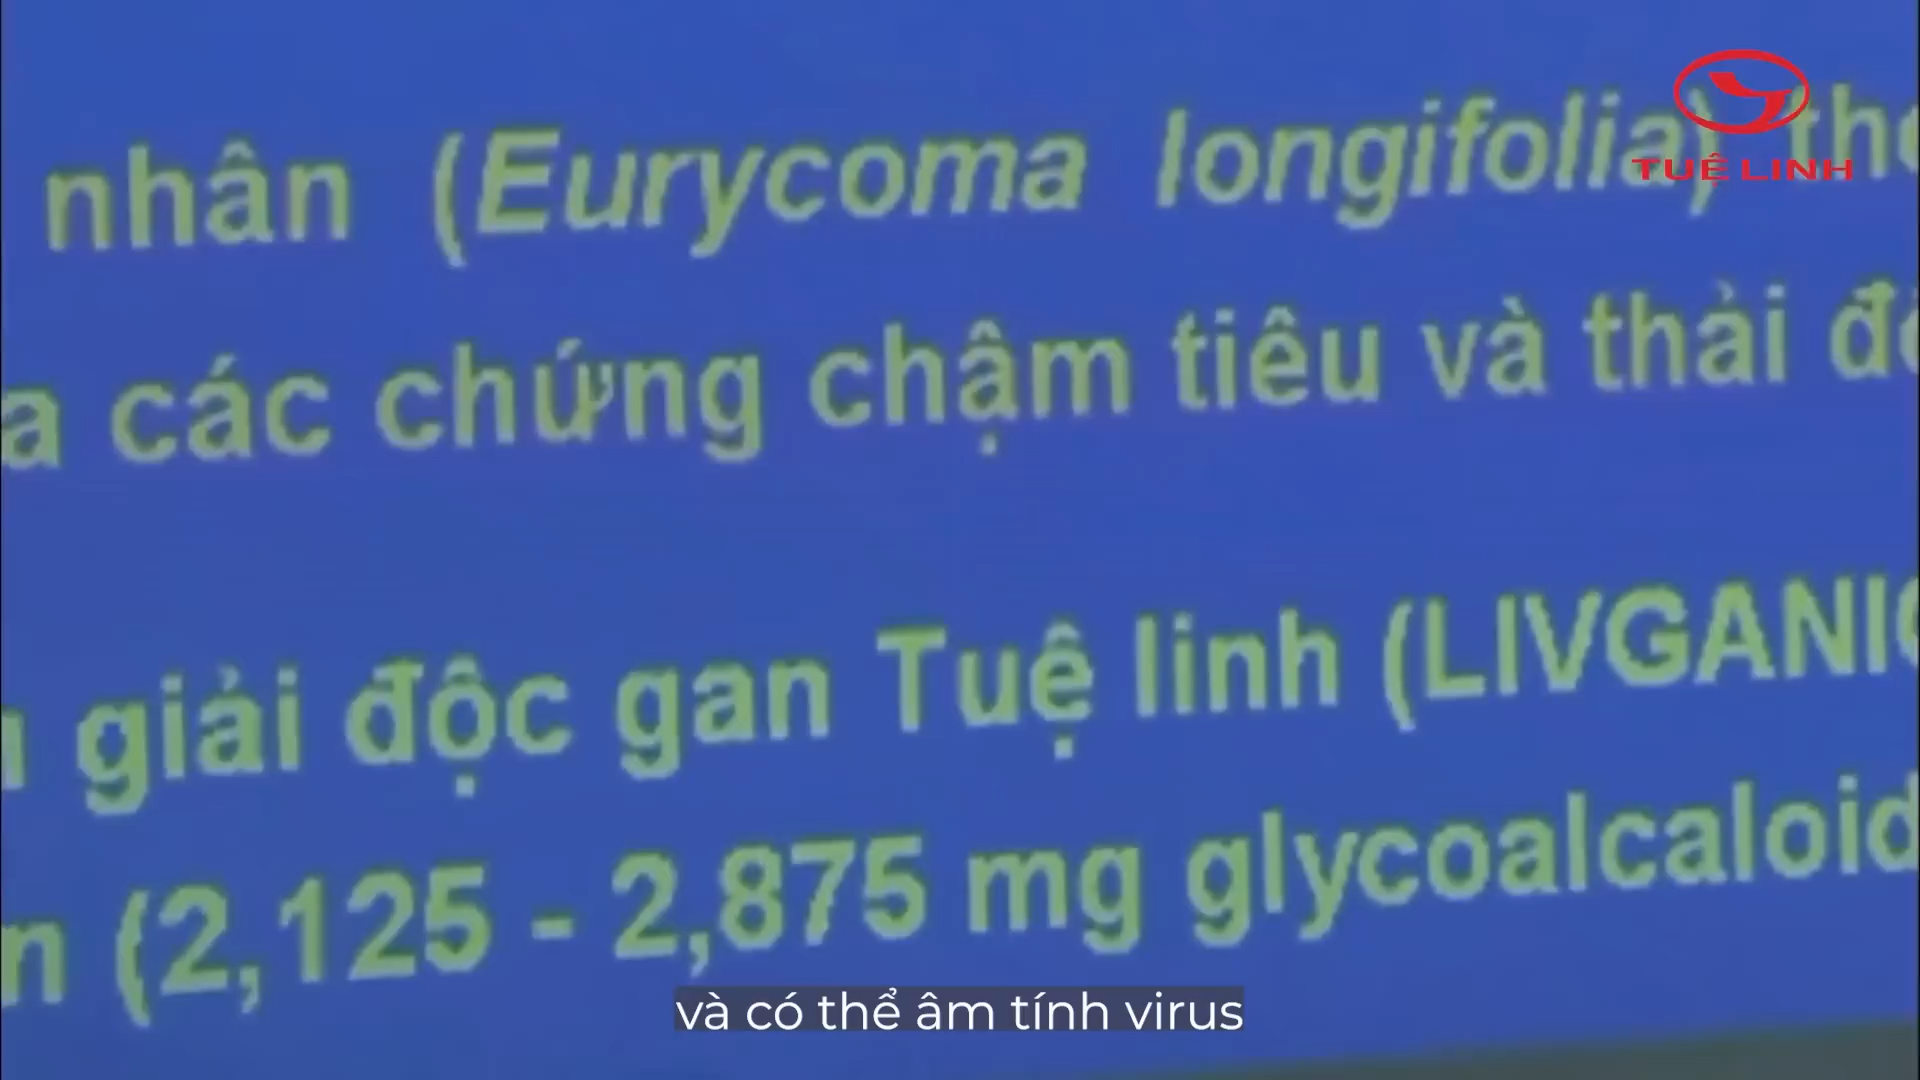 TUỆ LINH
nhân (Eurycoma longifolia)
các chứng chậm tiêu và thải
giải độc gan Tuệ linh (LIVGANIC
(2,125 - 2,875 mg glycoalcaloid
và có thể âm tính virus